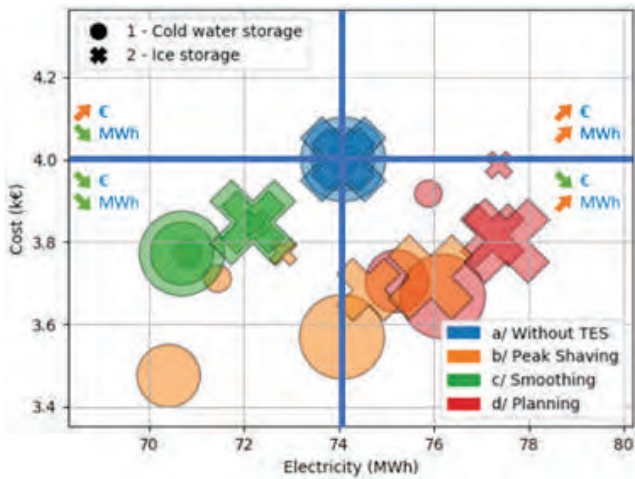 1 - Cold water storage
2 - Ice storage
4.2
€
MWh
€
MWh
4.0
€
MWh
€
MWh
3.8
Cost (k€)
3.6
3.4
a/ Without TES
b/ Peak Shaving
c/ Smoothing
d/ Planning
70
72
74
76
78
80
Electricity (MWh)